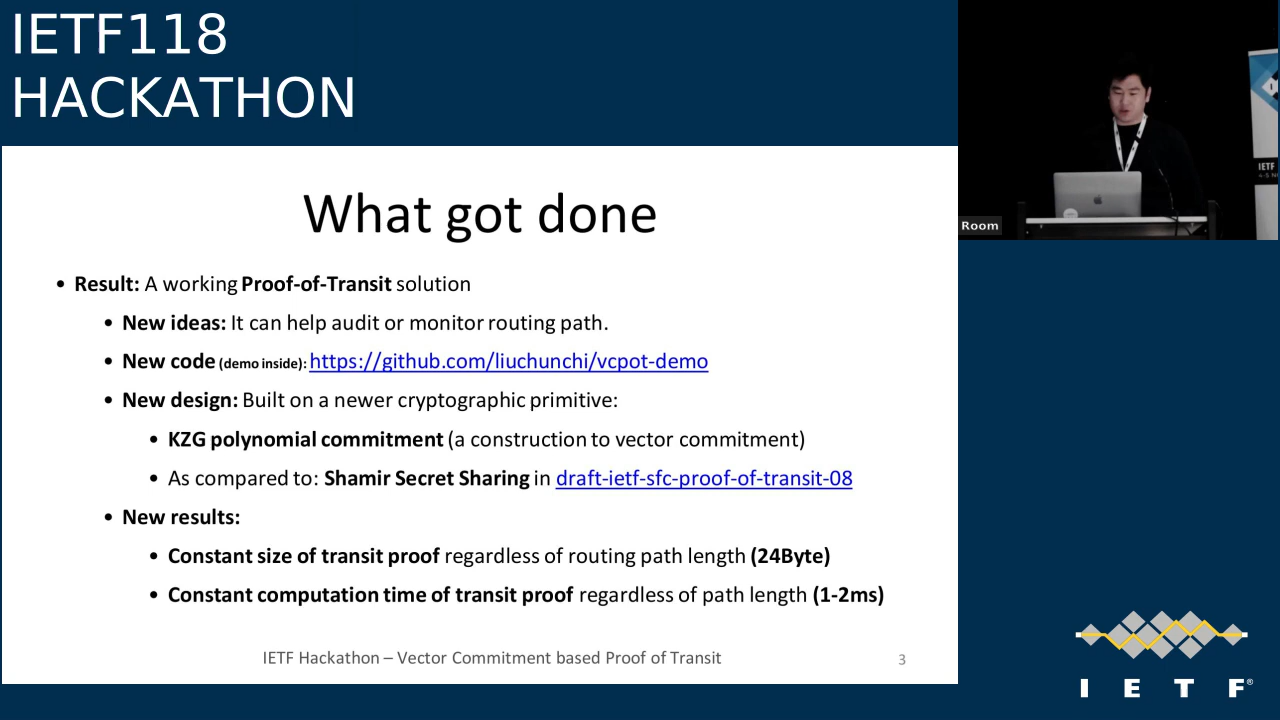 IETF118
HACKATHON
What got done
• Result: A working Proof-of-Transit solution
• New ideas: It can help audit or monitor routing path.
• New code (demo inside): https://github.com/liuchunchi/vcpot-demo
• New design: Built on a newer cryptographic primitive:
• KZG polynomial commitment (a construction to vector commitment)
• As compared to: Shamir Secret Sharing in draft-ietf-sfc-proof-of-transit-08
• New results:
• Constant size of transit proof regardless of routing path length (24Byte)
• Constant computation time of transit proof regardless of path length (1-2ms)
IETF Hackathon – Vector Commitment based Proof of Transit
3
Room
IETF
I E T F®